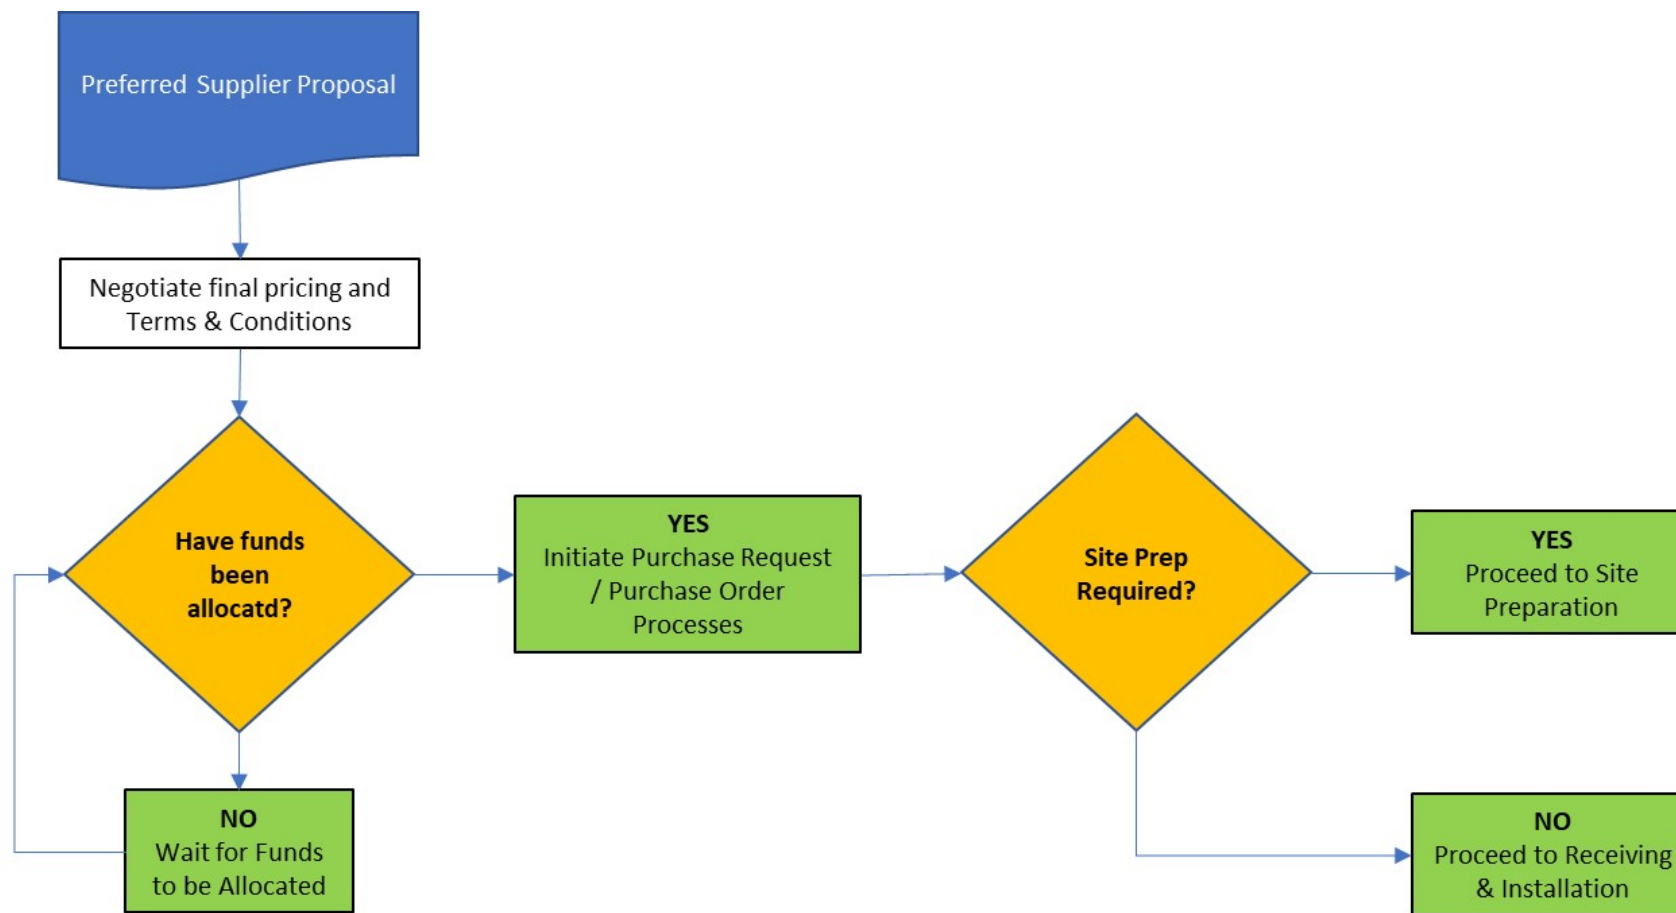 Preferred Supplier Proposal
Negotiate final pricing and
Terms & Conditions
Have funds
been
allocatd?
YES
Initiate Purchase Request
/ Purchase Order
Processes
Site Prep
Required?
YES
Proceed to Site
Preparation
NO
Wait for Funds
to be Allocated
NO
Proceed to Receiving
& Installation